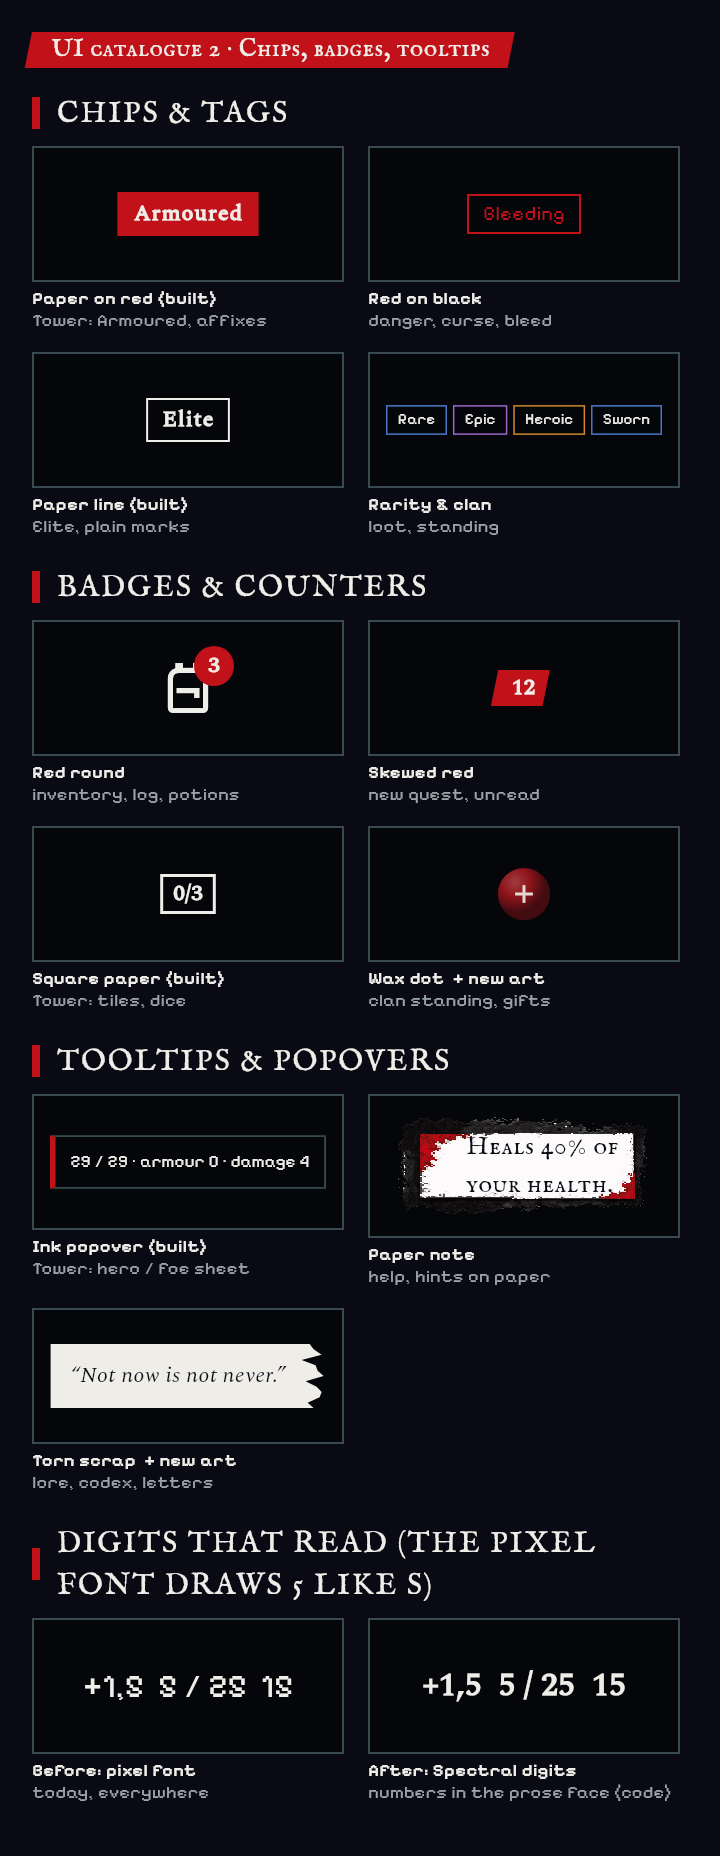 UI catalogue 2 · Chips, badges, tooltips
CHIPS & TAGS
Armoured
Bleeding
Paper on red (built)
Tower: Armoured, affixes
Red on black
danger, curse, bleed
Elite
Rare Epic Heroic Sworn
Paper line (built)
Elite, plain marks
Rarity & clan
loot, standing
BADGES & COUNTERS
3
12
Red round
inventory, log, potions
Skewed red
new quest, unread
0/3
+
Square paper (built)
Tower: tiles, dice
Wax dot + new art
clan standing, gifts
TOOLTIPS & POPOVERS
29 / 29 · armour 0 · damage 4
Heals 40% of
your health.
Ink popover (built)
Tower: hero / foe sheet
Paper note
help, hints on paper
“Not now is not never.”
Torn scrap + new art
lore, codex, letters
DIGITS THAT READ (THE PIXEL
FONT DRAWS 5 LIKE S)
+1,5 5 / 25 15
+1,5 5 / 25 15
Before: pixel font
today, everywhere
After: Spectral digits
numbers in the prose face (code)